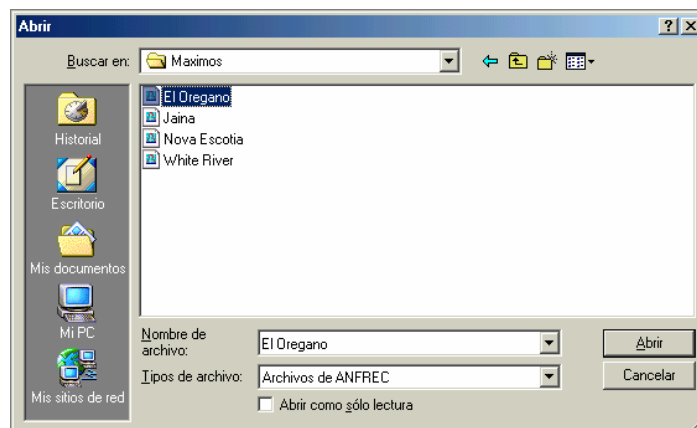 Abrir
Buscar en: Maximos
Historial
Escritorio
Mis documentos
Mi PC
Mis sitios de red
El Oregano
Jaina
Nova Escotia
White River
Nombre de
archivo:
El Oregano
Abrir
Tipos de archivo: Archivos de ANFREC
Cancelar
Abrir como sólo lectura